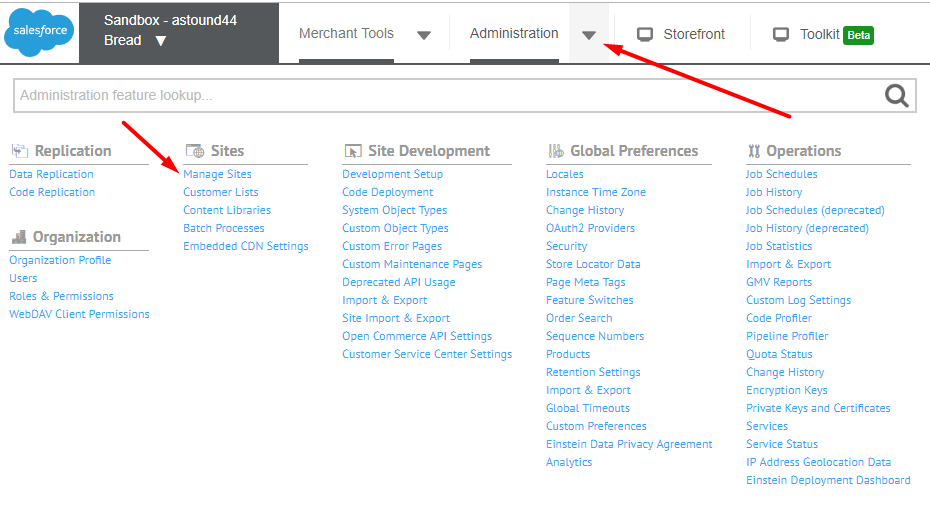 salesforce
Sandbox - astound44
Bread ▼
Merchant Tools
Administration
Storefront
Toolkit Beta
Administration feature lookup...
Replication
Data Replication
Code Replication
Organization
Organization Profile
Users
Roles & Permissions
WebDAV Client Permissions
Sites
Manage Sites
Customer Lists
Content Libraries
Batch Processes
Embedded CDN Settings
Site Development
Development Setup
Code Deployment
System Object Types
Custom Object Types
Custom Error Pages
Custom Maintenance Pages
Deprecated API Usage
Import & Export
Site Import & Export
Open Commerce API Settings
Customer Service Center Settings
Global Preferences
Locales
Instance Time Zone
Change History
OAuth2 Providers
Security
Store Locator Data
Page Meta Tags
Feature Switches
Order Search
Sequence Numbers
Products
Retention Settings
Import & Export
Global Timeouts
Custom Preferences
Einstein Data Privacy Agreement
Analytics
Operations
Job Schedules
Job History
Job Schedules (deprecated)
Job History (deprecated)
Job Statistics
Import & Export
GMV Reports
Custom Log Settings
Code Profiler
Pipeline Profiler
Quota Status
Change History
Encryption Keys
Private Keys and Certificates
Services
Service Status
IP Address Geolocation Data
Einstein Deployment Dashboard